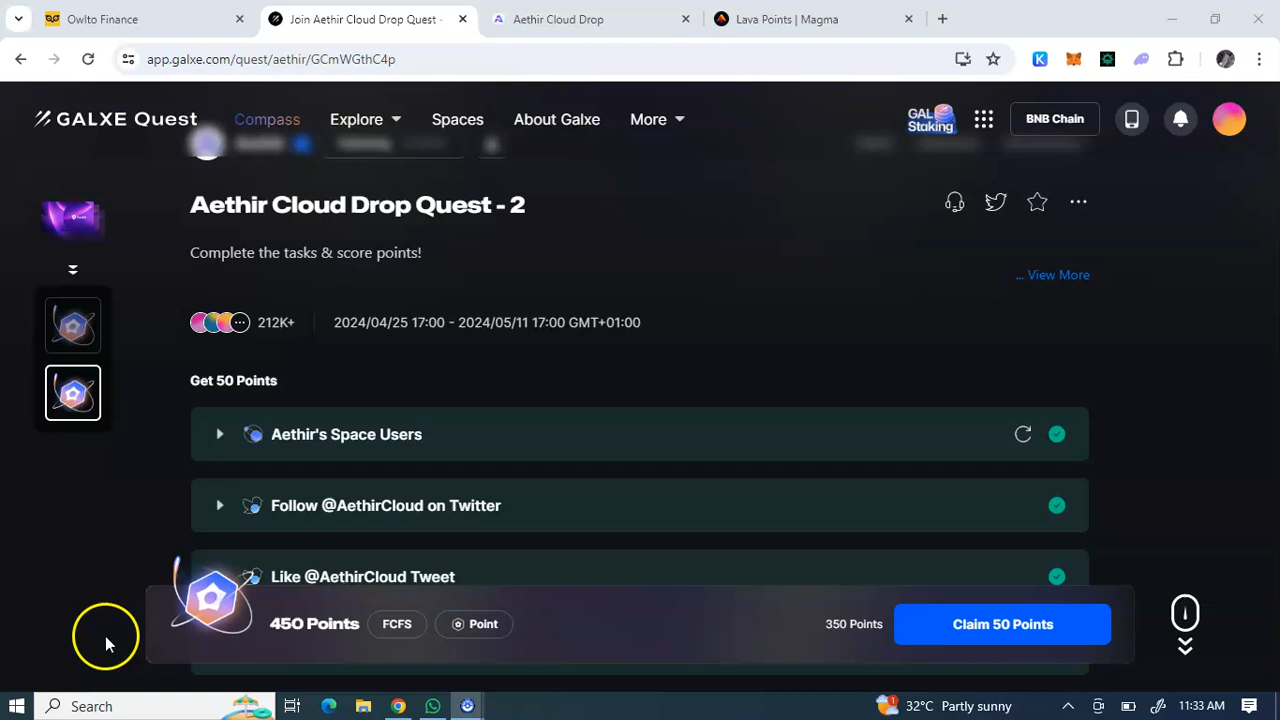 Owlto Finance
Join Aethir Cloud Drop Quest -
Aethir Cloud Drop
Lava Points | Magma
app.galxe.com/quest/aethir/GCmWGthC4p
GALXE Quest
Compass
Explore
Spaces
About Galxe
More
GAL Staking
BNB Chain
Aethir Cloud Drop Quest - 2
Complete the tasks & score points!
... View More
212K+
2024/04/25 17:00 - 2024/05/11 17:00 GMT+01:00
Get 50 Points
Aethir's Space Users
Follow @AethirCloud on Twitter
Like @AethirCloud Tweet
450 Points
FCFS
Point
350 Points
Claim 50 Points
Search
1
32°C Partly sunny
11:33 AM